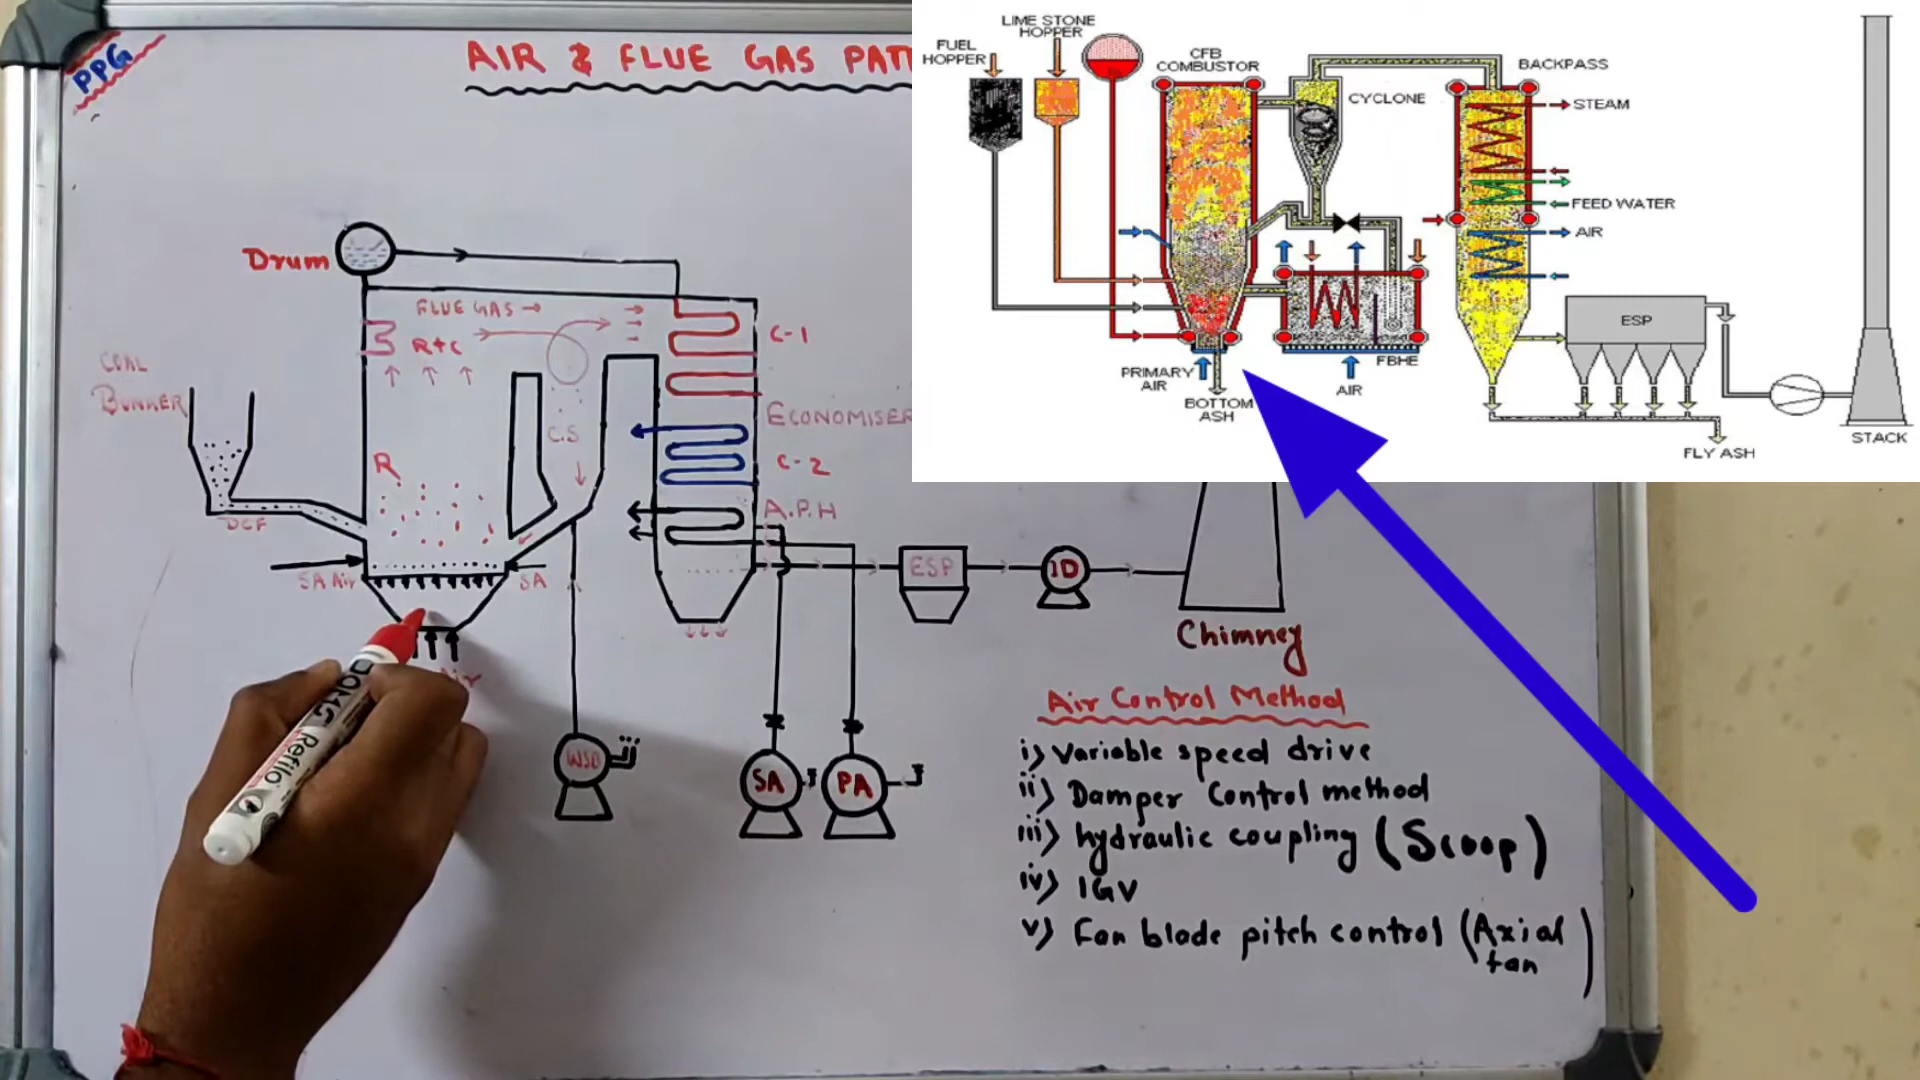 PPG
AIR & FLUE GAS PATH
Drum
FLUE GAS →
R+C
C-1
COAL
BUNKER
ECONOMISER
C.S
C-2
R
A.P.H
DCF
SA Air
SA
ESP
ID
Chimney
WSB
SA
PA
Air Control Method
i) Variable speed drive
ii) Damper Control method
iii) hydraulic coupling (Scoop)
iv) IGV
v) Fan blade pitch control (Axial
fan)
Refilo
LIME STONE
HOPPER
FUEL
HOPPER
CFB
COMBUSTOR
CYCLONE
BACKPASS
STEAM
FEED WATER
AIR
ESP
PRIMARY
AIR
BOTTOM
ASH
AIR
FBHE
STACK
FLY ASH